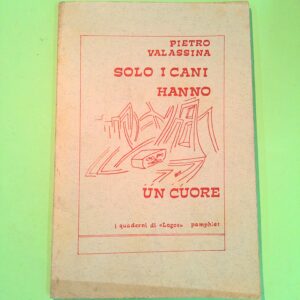 PIETRO
VALASSINA
SOLO I CANI
HANNO
UN CUORE
i quaderni di «Logos» pamphlet